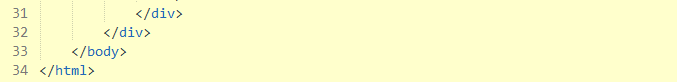 31 </div>
32 </div>
33 </body>
34 </html>